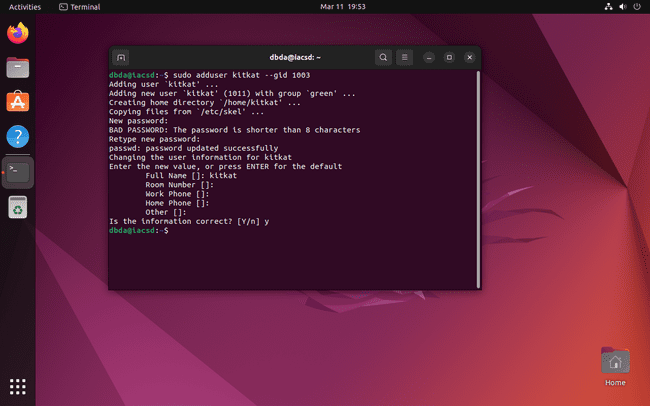 Activities
Terminal
Mar 11 19:53
dbda@iacsd: ~
dbda@iacsd:~$ sudo adduser kitkat --gid 1003
Adding user `kitkat' ...
Adding new user `kitkat' (1011) with group `green' ...
Creating home directory `/home/kitkat' ...
Copying files from `/etc/skel' ...
New password:
BAD PASSWORD: The password is shorter than 8 characters
Retype new password:
passwd: password updated successfully
Changing the user information for kitkat
Enter the new value, or press ENTER for the default
Full Name []: kitkat
Room Number []:
Work Phone []:
Home Phone []:
Other []:
Is the information correct? [Y/n] y
dbda@iacsd:~$
Home